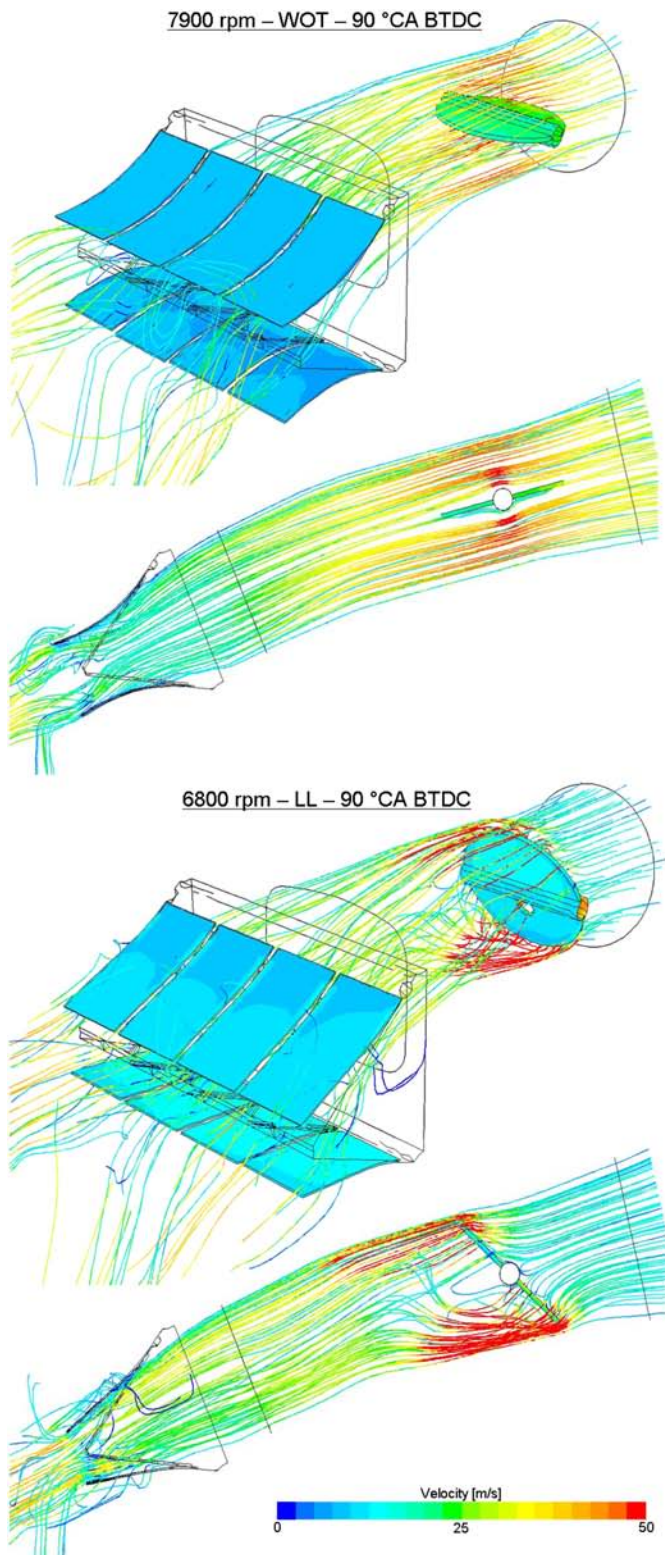 7900 rpm – WOT – 90 °CA BTDC
6800 rpm – LL – 90 °CA BTDC
Velocity [m/s]
0 25 50